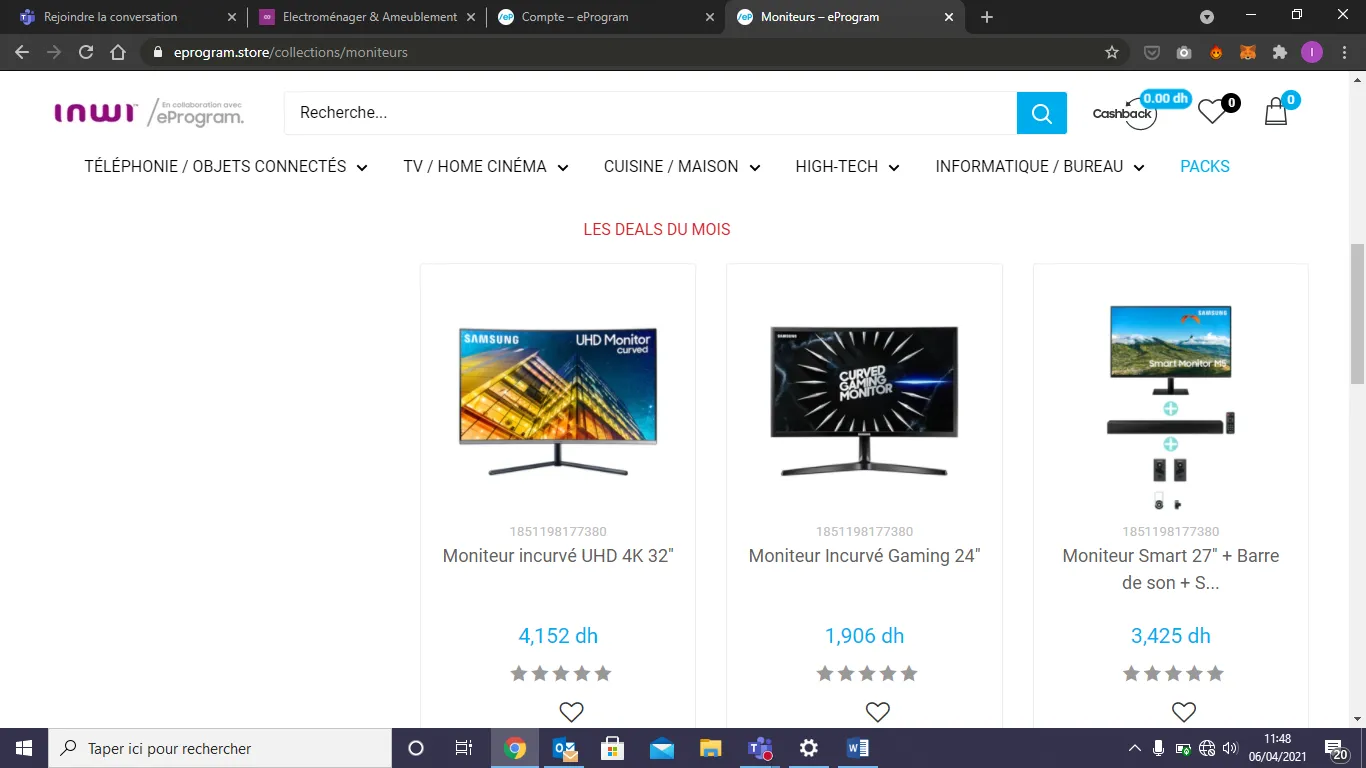 Rejoindre la conversation
Electroménager & Ameublement
Compte – eProgram
Moniteurs – eProgram
eprogram.store/collections/moniteurs
I
inwi
En collaboration avec
eProgram.
Recherche...
Cashback
0.00 dh
0
0
TÉLÉPHONIE / OBJETS CONNECTÉS
TV / HOME CINÉMA
CUISINE / MAISON
HIGH-TECH
INFORMATIQUE / BUREAU
PACKS
LES DEALS DU MOIS
SAMSUNG
UHD Monitor
curved
SAMSUNG
CURVED
GAMING
MONITOR
SAMSUNG
Smart Monitor M5
1851198177380
Moniteur incurvé UHD 4K 32"
4,152 dh
1851198177380
Moniteur Incurvé Gaming 24"
1,906 dh
1851198177380
Moniteur Smart 27" + Barre
de son + S...
3,425 dh
Taper ici pour rechercher
11:48
06/04/2021
20